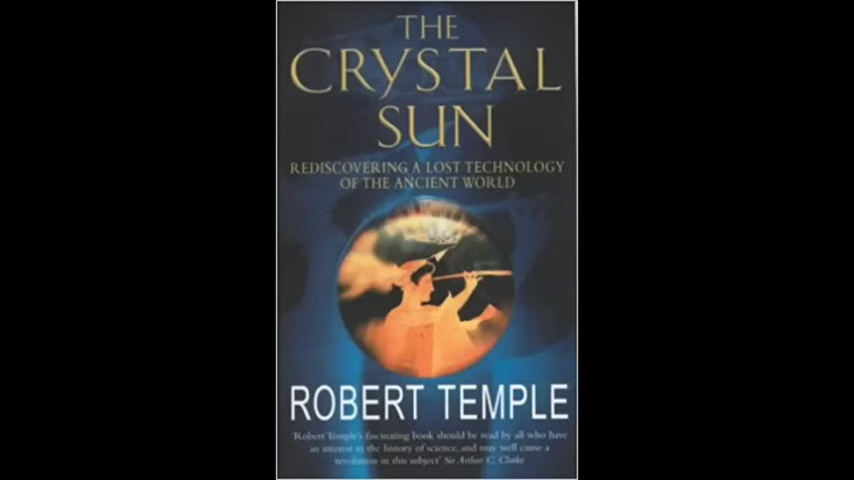 THE
CRYSTAL
SUN
REDISCOVERING A LOST TECHNOLOGY
OF THE ANCIENT WORLD
ROBERT TEMPLE
'Robert Temple's fascinating book should be read by all who have
an interest in the history of science, and may well cause a
revolution in this subject' Sir Arthur C. Clarke